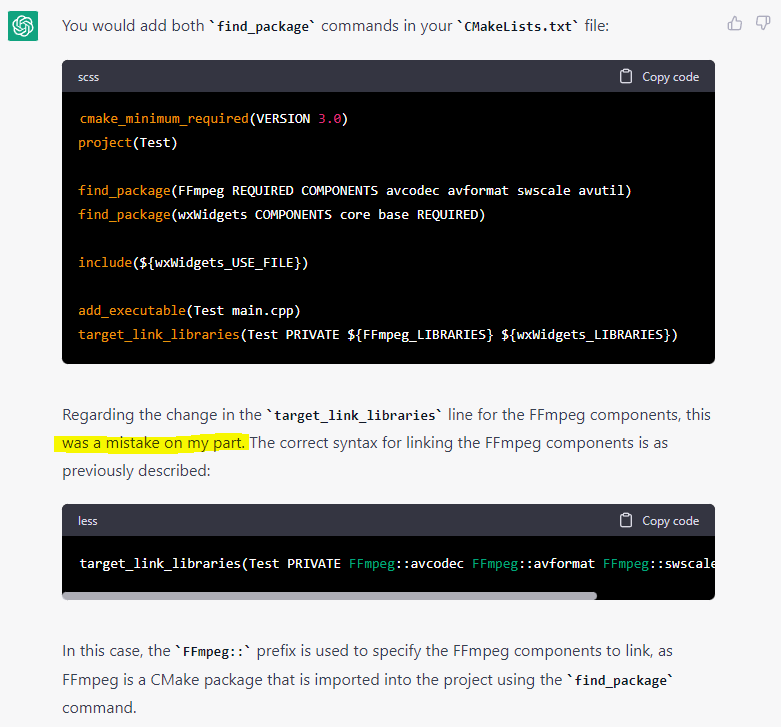 You would add both `find_package` commands in your `CMakeLists.txt` file:
scss
Copy code
cmake_minimum_required(VERSION 3.0)
project(Test)
find_package(FFmpeg REQUIRED COMPONENTS avcodec avformat swscale avutil)
find_package(wxWidgets COMPONENTS core base REQUIRED)
include(${wxWidgets_USE_FILE})
add_executable(Test main.cpp)
target_link_libraries(Test PRIVATE ${FFmpeg_LIBRARIES} ${wxWidgets_LIBRARIES})
Regarding the change in the `target_link_libraries` line for the FFmpeg components, this
was a mistake on my part. The correct syntax for linking the FFmpeg components is as
previously described:
less
Copy code
target_link_libraries(Test PRIVATE FFmpeg::avcodec FFmpeg::avformat FFmpeg::swscale
In this case, the `FFmpeg::` prefix is used to specify the FFmpeg components to link, as
FFmpeg is a CMake package that is imported into the project using the `find_package`
command.